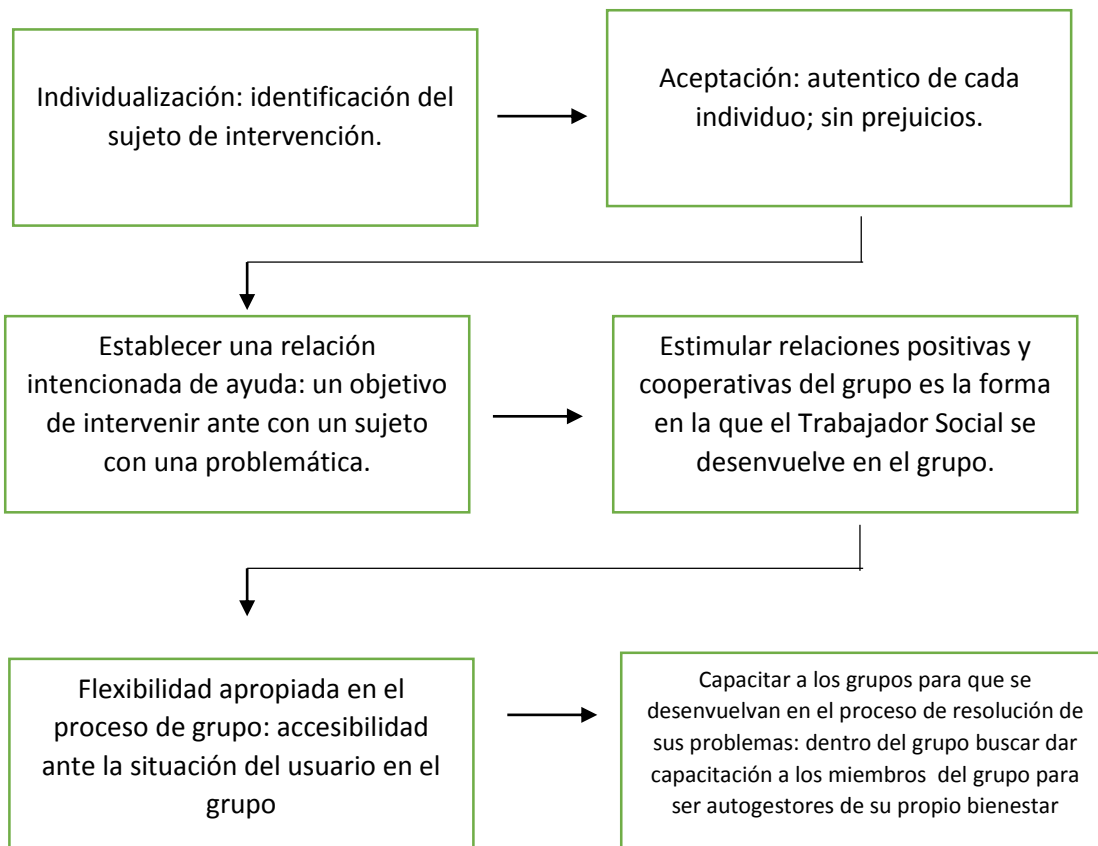 Individualización: identificación del
sujeto de intervención.
Aceptación: autentico de cada
individuo; sin prejuicios.
Establecer una relación
intencionada de ayuda: un objetivo
de intervenir ante con un sujeto
con una problemática.
Estimular relaciones positivas y
cooperativas del grupo es la forma
en la que el Trabajador Social se
desenvuelve en el grupo.
Flexibilidad apropiada en el
proceso de grupo: accesibilidad
ante la situación del usuario en el
grupo
Capacitar a los grupos para que se
desenvuelvan en el proceso de resolución de
sus problemas: dentro del grupo buscar dar
capacitación a los miembros  del grupo para
ser autogestores de su propio bienestar